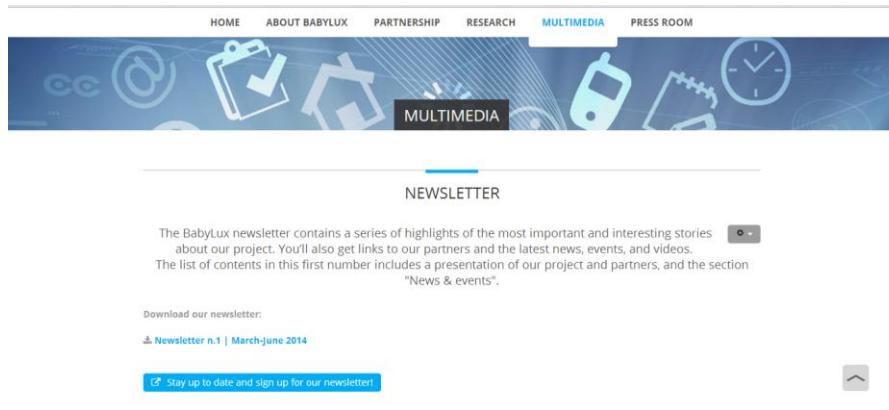 HOME ABOUT BABYLUX PARTNERSHIP RESEARCH MULTIMEDIA PRESS ROOM
cc @
MULTIMEDIA
NEWSLETTER
The BabyLux newsletter contains a series of highlights of the most important and interesting stories
about our project. You'll also get links to our partners and the latest news, events, and videos.
The list of contents in this first number includes a presentation of our project and partners, and the section
"News & events".
Download our newsletter:
Newsletter n.1 | March-June 2014
Stay up to date and sign up for our newsletter!